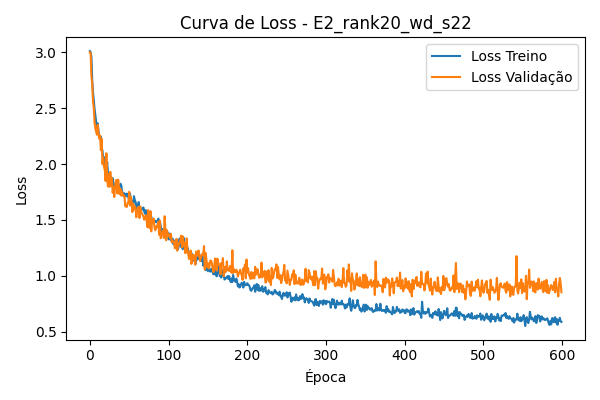 Curva de Loss - E2_rank20_wd_s22
Loss Treino
Loss Validação
3.0
2.5
2.0
1.5
1.0
0.5
Loss
0 100 200 300 400 500 600
Época